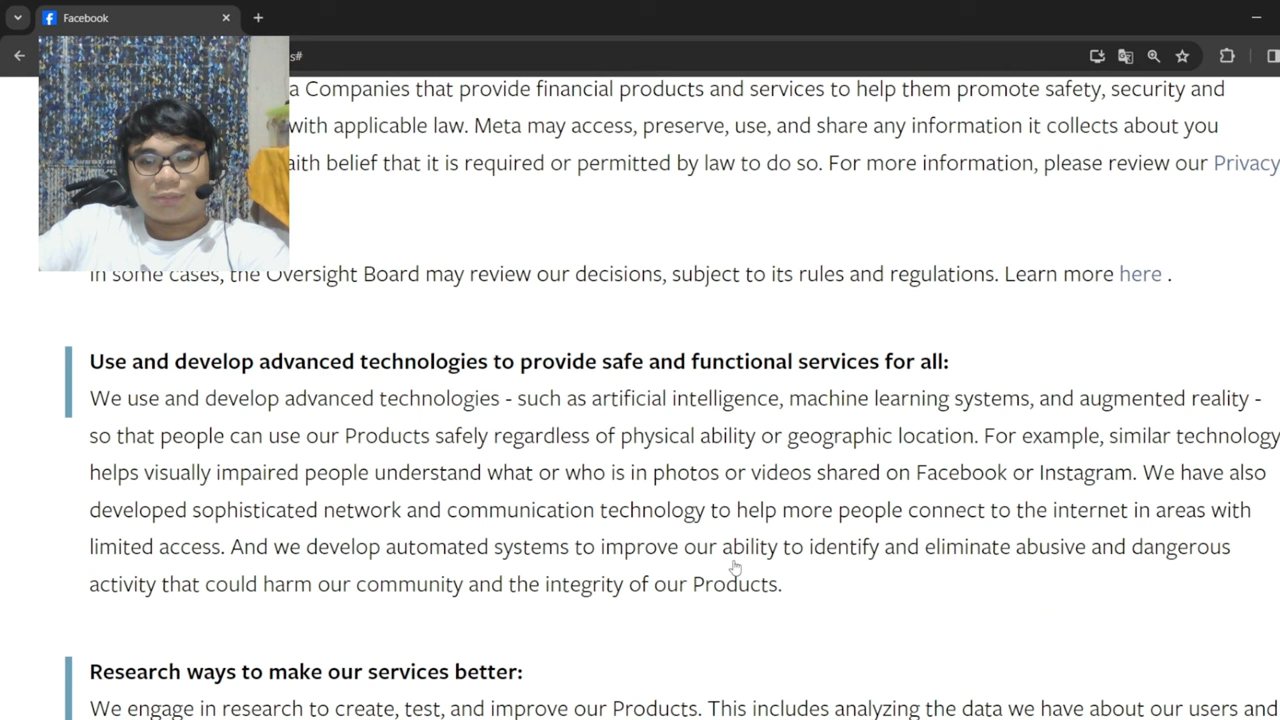 Facebook
s#
a Companies that provide financial products and services to help them promote safety, security and
with applicable law. Meta may access, preserve, use, and share any information it collects about you
aith belief that it is required or permitted by law to do so. For more information, please review our Privacy
In some cases, the Oversight Board may review our decisions, subject to its rules and regulations. Learn more here .
Use and develop advanced technologies to provide safe and functional services for all:
We use and develop advanced technologies - such as artificial intelligence, machine learning systems, and augmented reality -
so that people can use our Products safely regardless of physical ability or geographic location. For example, similar technology
helps visually impaired people understand what or who is in photos or videos shared on Facebook or Instagram. We have also
developed sophisticated network and communication technology to help more people connect to the internet in areas with
limited access. And we develop automated systems to improve our ability to identify and eliminate abusive and dangerous
activity that could harm our community and the integrity of our Products.
Research ways to make our services better:
We engage in research to create, test, and improve our Products. This includes analyzing the data we have about our users and